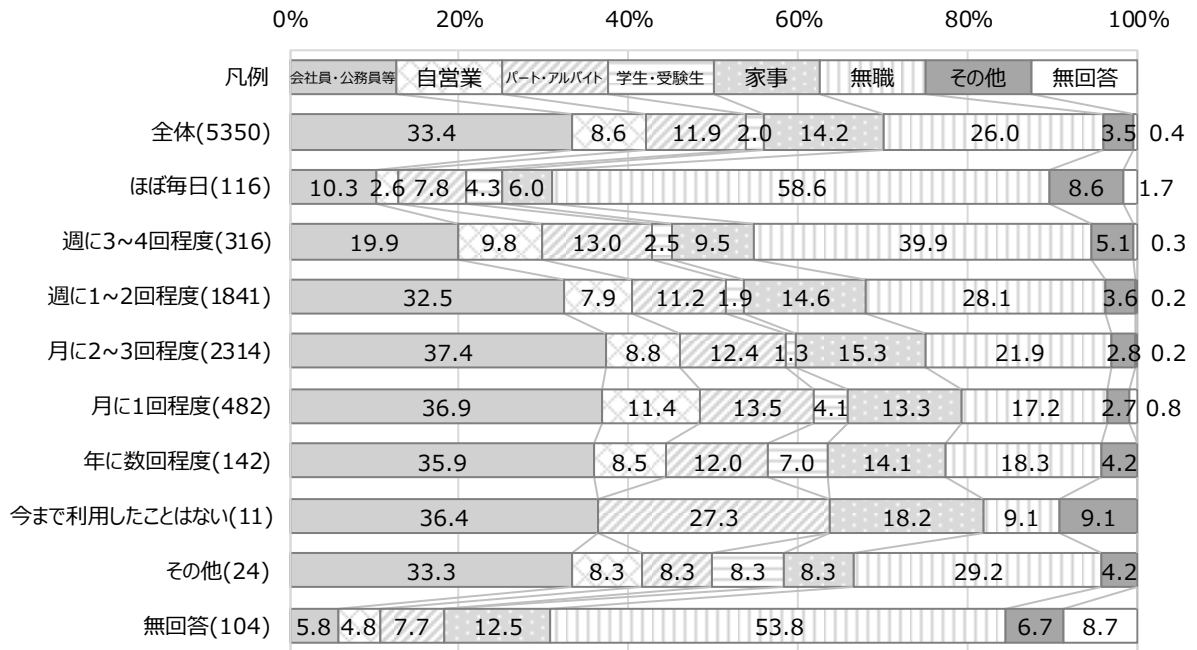 0% 20% 40% 60% 80% 100%
凡例 会社員・公務員等 自営業 パート・アルバイト 学生・受験生 家事 無職 その他 無回答
全体(5350) 33.4 8.6 11.9 2.0 14.2 26.0 3.5 0.4
ほぼ毎日(116) 10.3 2.6 7.8 4.3 6.0 58.6 8.6 1.7
週に3~4回程度(316) 19.9 9.8 13.0 2.5 9.5 39.9 5.1 0.3
週に1~2回程度(1841) 32.5 7.9 11.2 1.9 14.6 28.1 3.6 0.2
月に2~3回程度(2314) 37.4 8.8 12.4 1.3 15.3 21.9 2.8 0.2
月に1回程度(482) 36.9 11.4 13.5 4.1 13.3 17.2 2.7 0.8
年に数回程度(142) 35.9 8.5 12.0 7.0 14.1 18.3 4.2
今まで利用したことはない(11) 36.4 27.3 18.2 9.1 9.1
その他(24) 33.3 8.3 8.3 8.3 8.3 29.2 4.2
無回答(104) 5.8 4.8 7.7 12.5 53.8 6.7 8.7